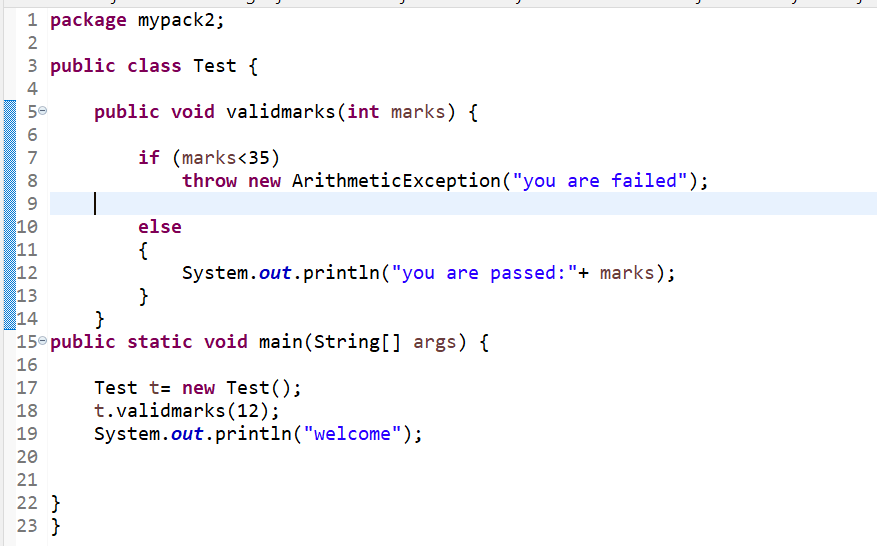 1 package mypack2;
2
3 public class Test {
4
5 public void validmarks(int marks) {
6
7 if (marks<35)
8 throw new ArithmeticException("you are failed");
9
10 else
11 {
12 System.out.println("you are passed:"+ marks);
13 }
14 }
15 public static void main(String[] args) {
16
17 Test t= new Test();
18 t.validmarks(12);
19 System.out.println("welcome");
20
21
22 }
23 }